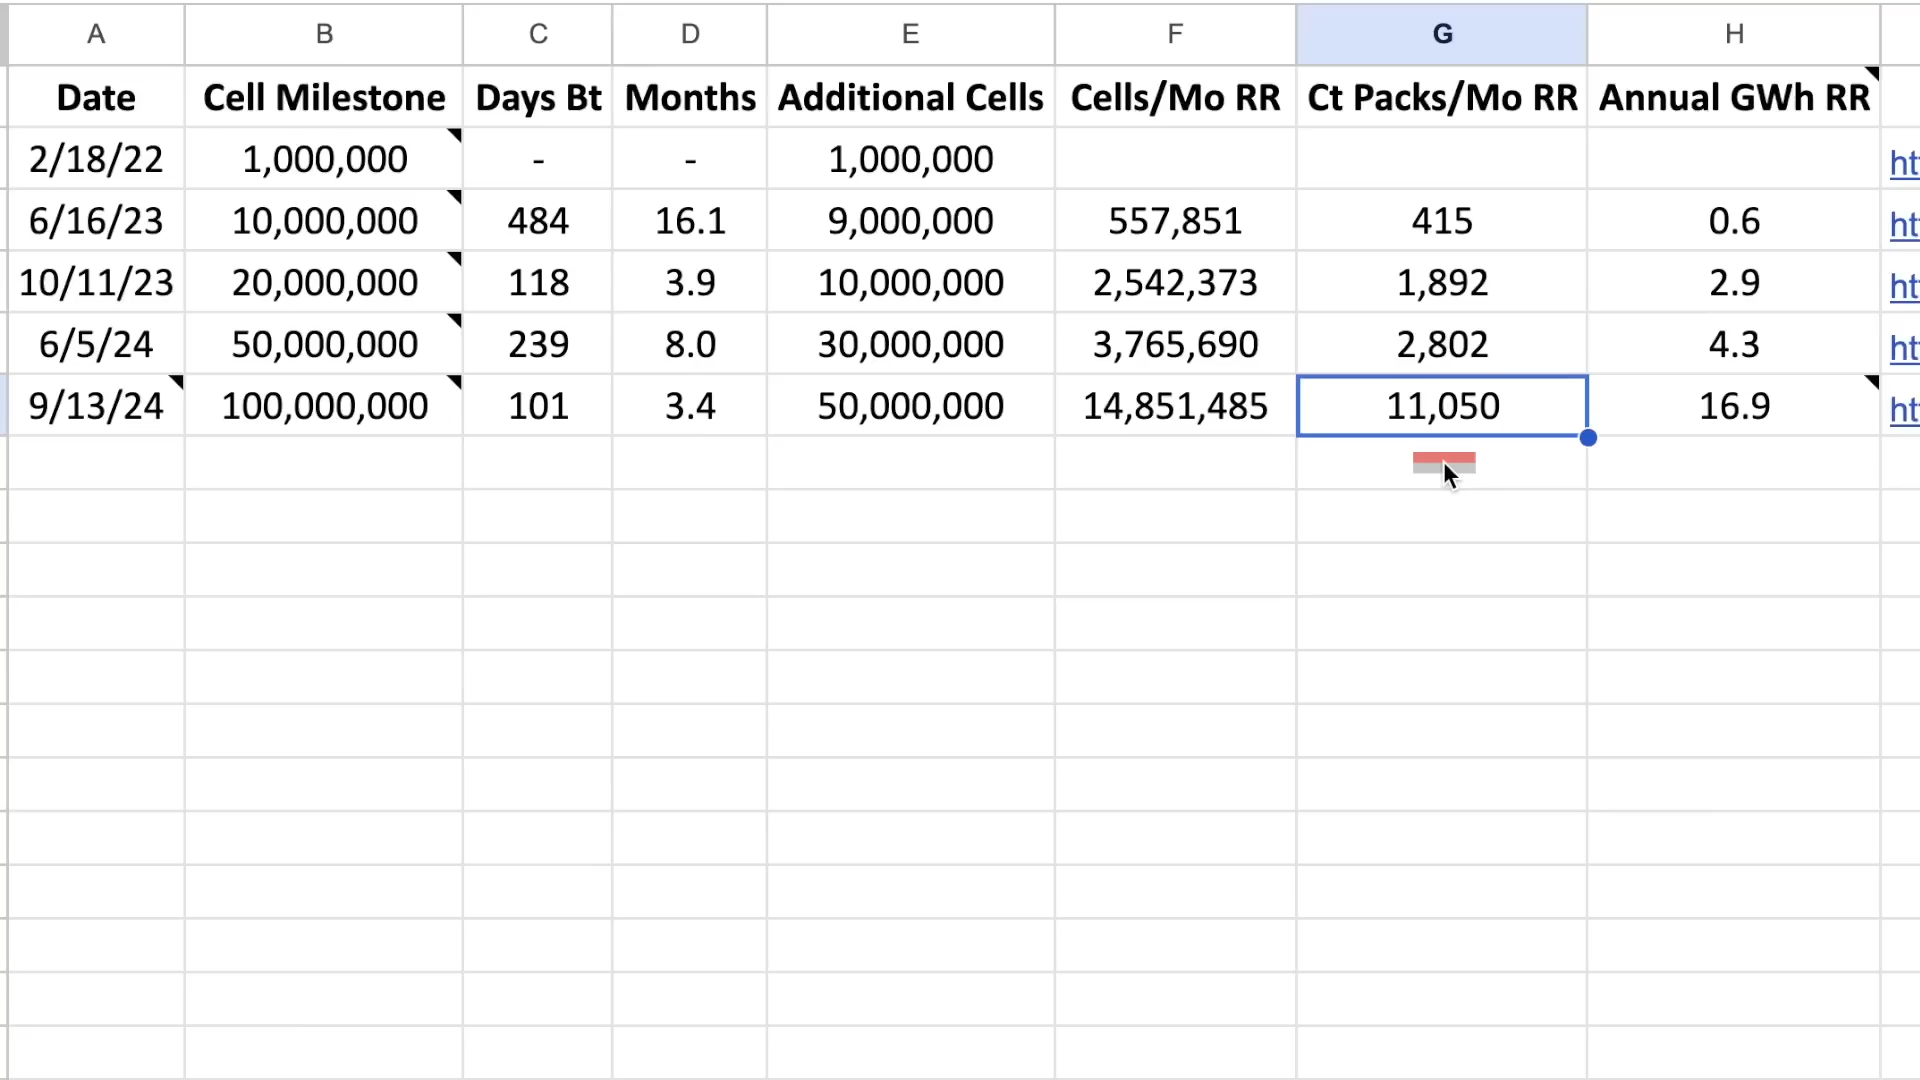 A B C D E F G H
Date Cell Milestone Days Bt Months Additional Cells Cells/Mo RR Ct Packs/Mo RR Annual GWh RR
2/18/22 1,000,000 - - 1,000,000 ht
6/16/23 10,000,000 484 16.1 9,000,000 557,851 415 0.6 ht
10/11/23 20,000,000 118 3.9 10,000,000 2,542,373 1,892 2.9 ht
6/5/24 50,000,000 239 8.0 30,000,000 3,765,690 2,802 4.3 ht
9/13/24 100,000,000 101 3.4 50,000,000 14,851,485 11,050 16.9 ht